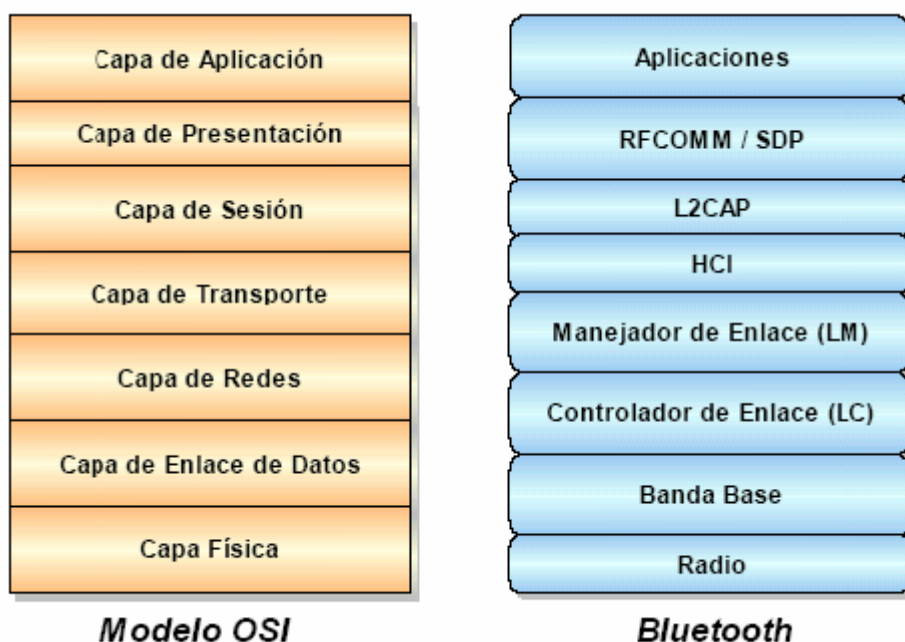 Capa de Aplicación
Capa de Presentación
Capa de Sesión
Capa de Transporte
Capa de Redes
Capa de Enlace de Datos
Capa Física
Modelo OSI
Aplicaciones
RFCOMM / SDP
L2CAP
HCI
Manejador de Enlace (LM)
Controlador de Enlace (LC)
Banda Base
Radio
Bluetooth